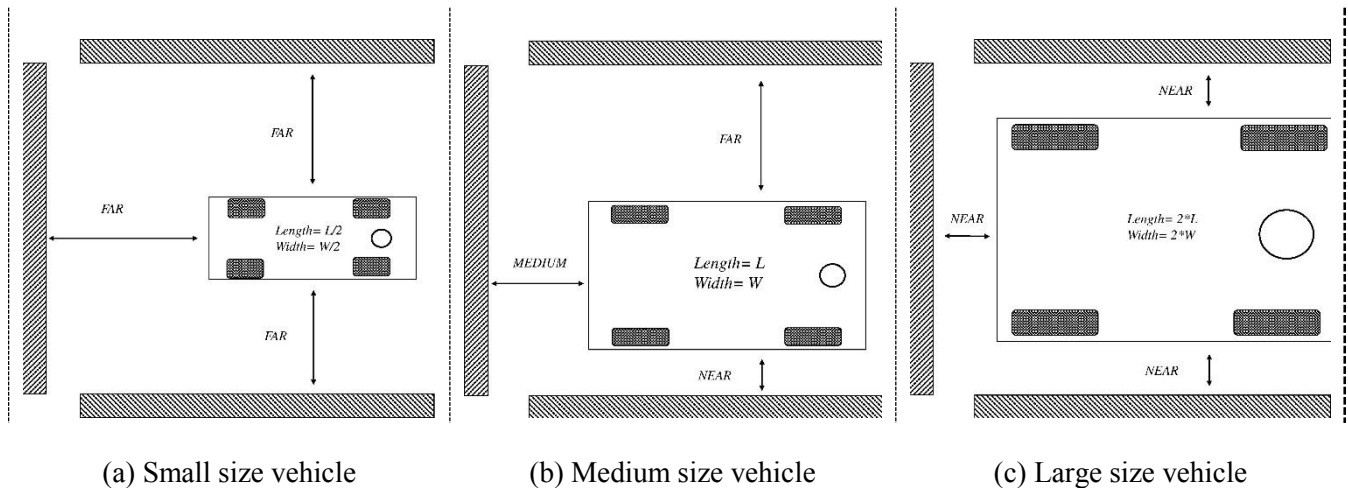 FAR
FAR
Length= L/2
Width= W/2
FAR
(a) Small size vehicle
FAR
MEDIUM
Length= L
Width= W
NEAR
(b) Medium size vehicle
NEAR
NEAR
Length= 2*L
Width= 2*W
NEAR
(c) Large size vehicle